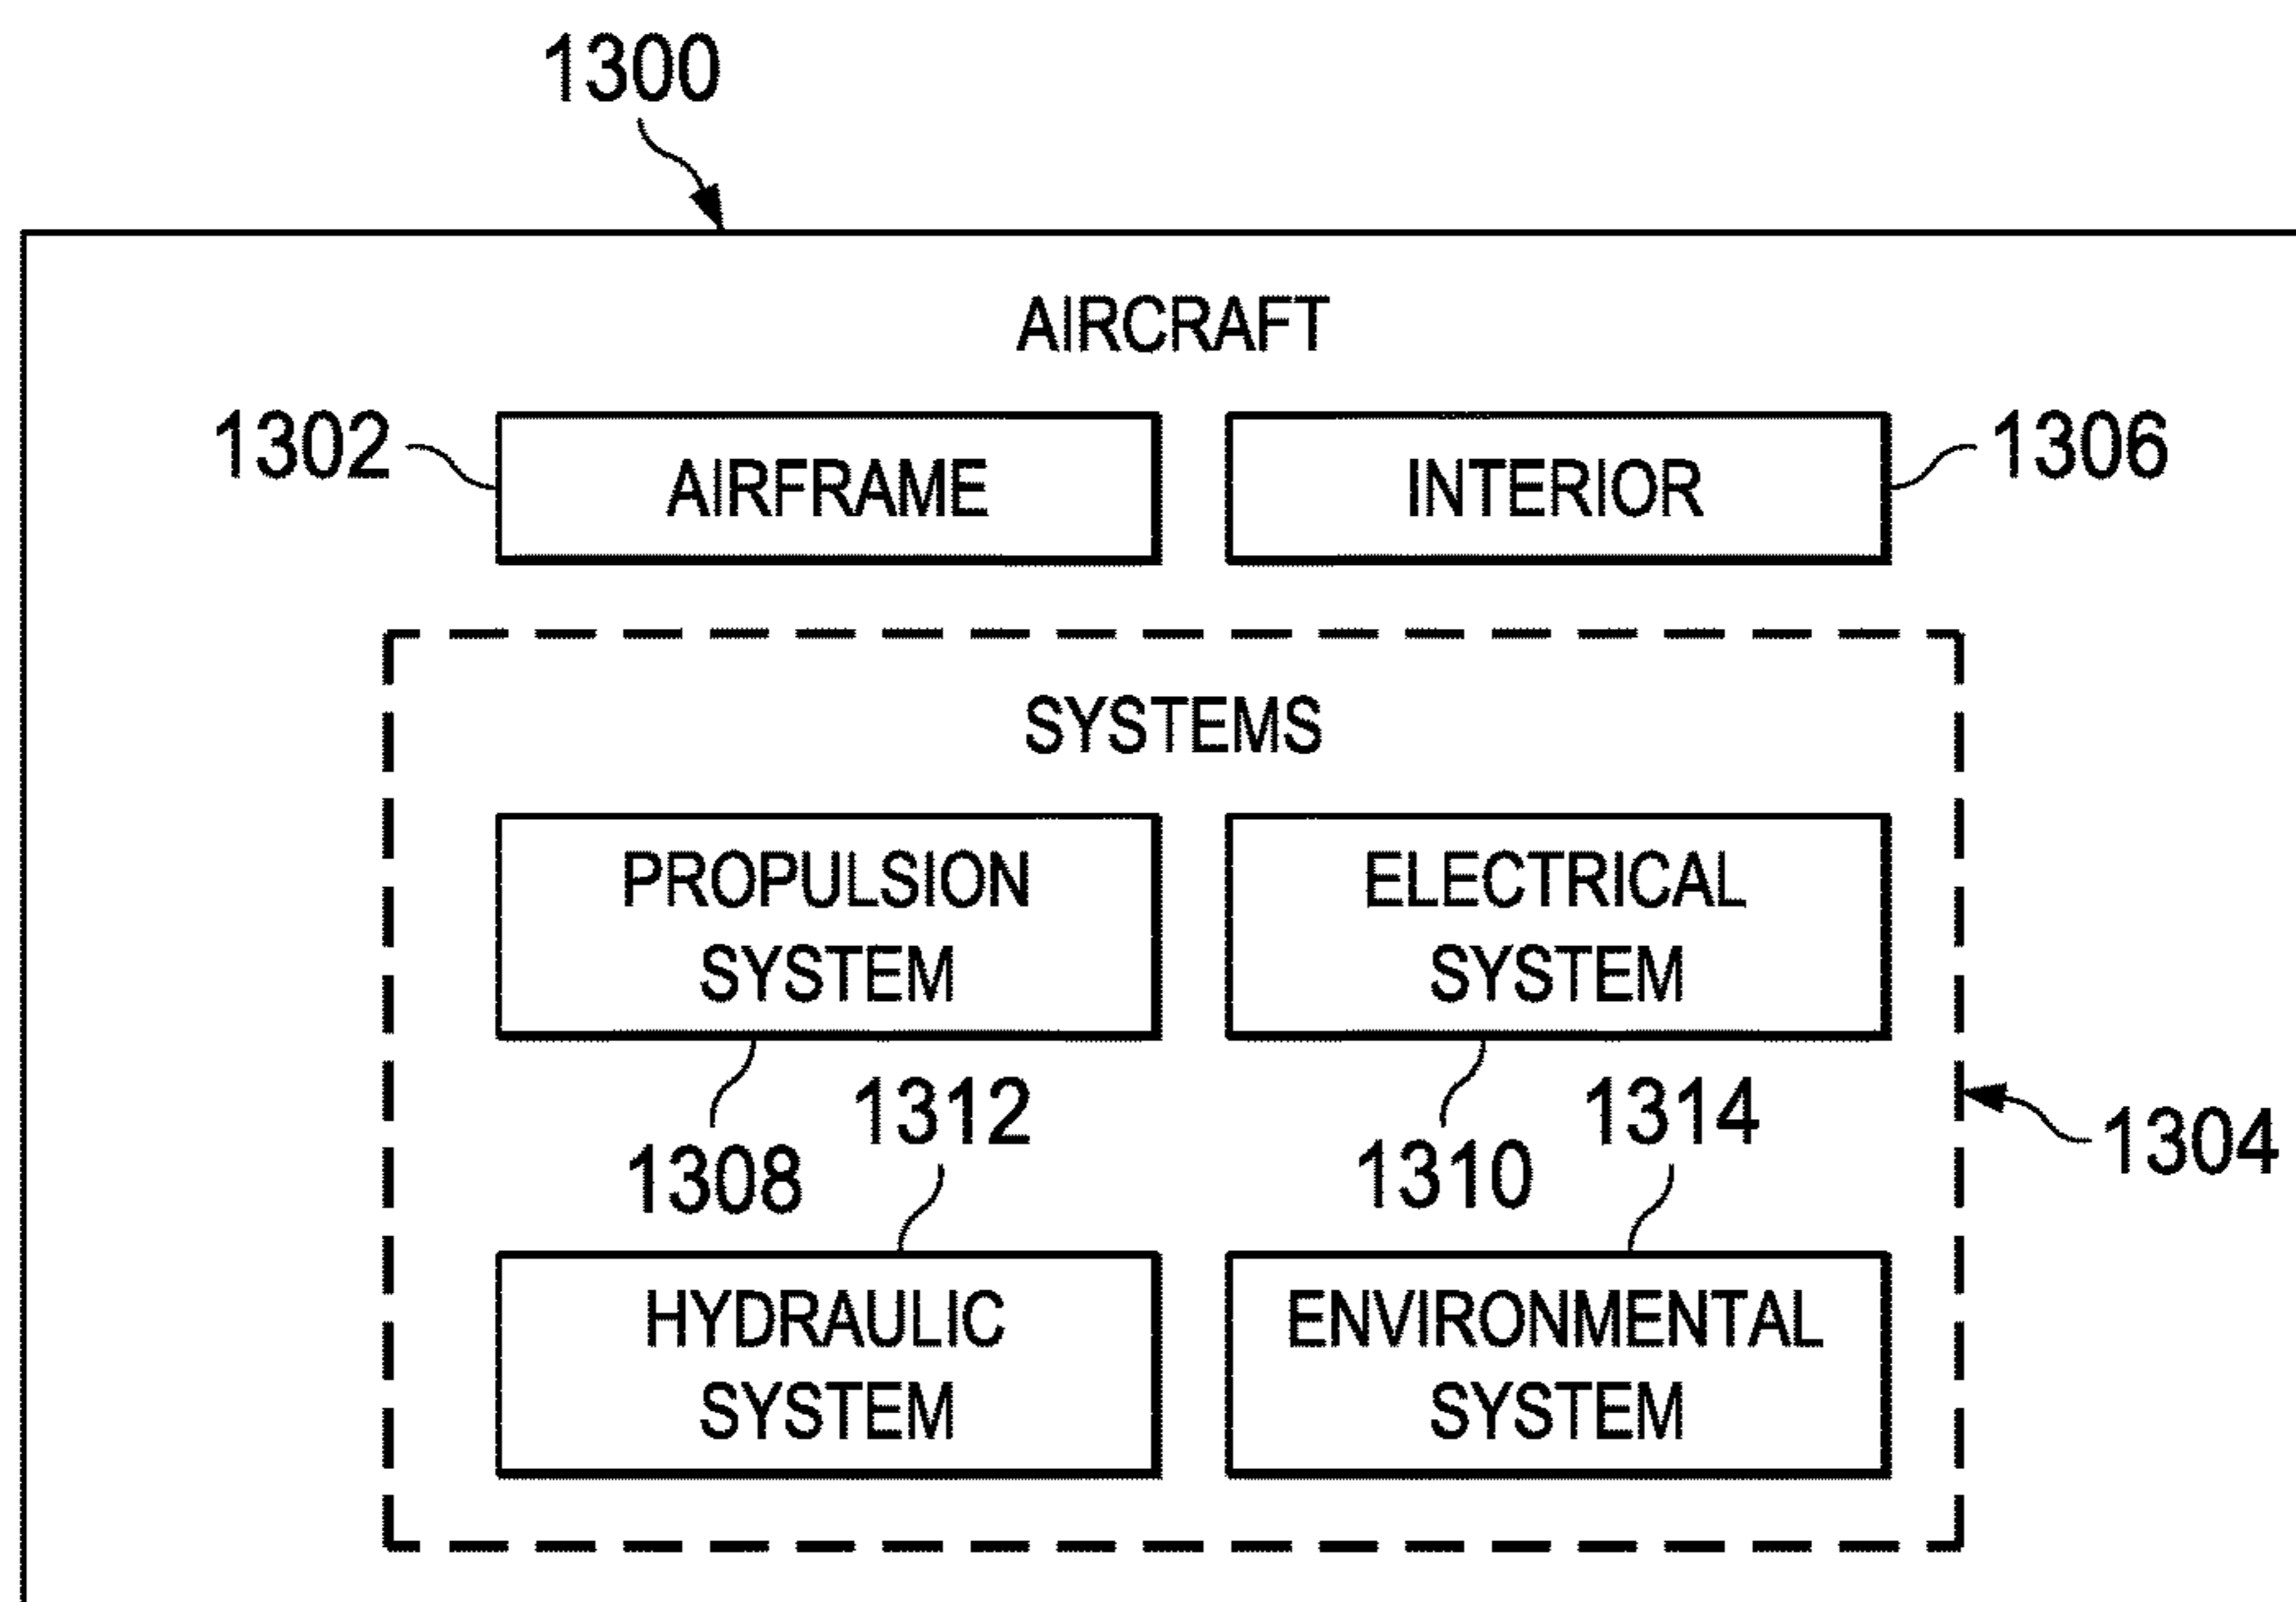 1300
AIRCRAFT
1302
AIRFRAME
INTERIOR
1306
SYSTEMS
PROPULSION
SYSTEM
ELECTRICAL
SYSTEM
1308
1312
1310
1314
1304
HYDRAULIC
SYSTEM
ENVIRONMENTAL
SYSTEM